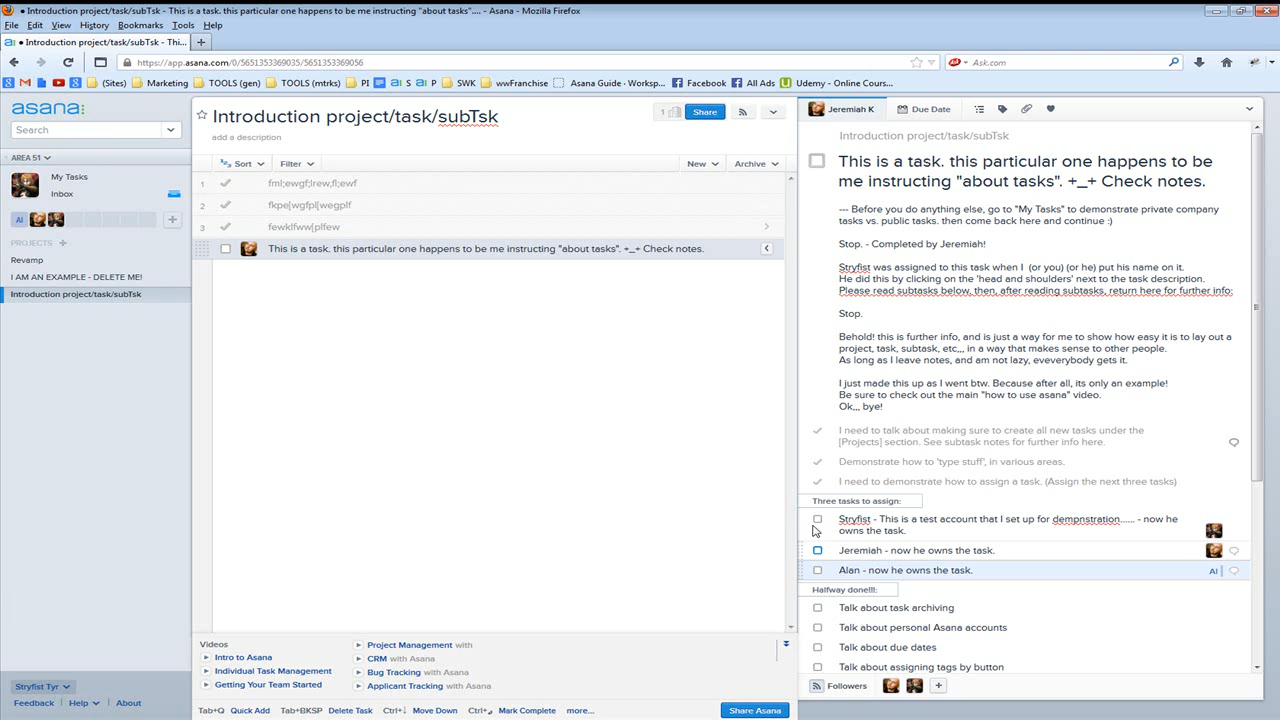 Introduction project/task/subTsk - This is a task. this particular one happens to be me instructing "about tasks".... - Asana - Mozilla Firefox
File Edit View History Bookmarks Tools Help
Introduction project/task/subTsk - Thi...
https://app.asana.com/0/5651353369035/5651353369056
Ask.com
(Sites) Marketing TOOLS (gen) TOOLS (mtrks) PI S P SWK wwFranchise Asana Guide - Worksp... Facebook All Ads Udemy - Online Cours...
asana
Search
AREA 51
My Tasks
Inbox
Al
PROJECTS +
Revamp
I AM AN EXAMPLE - DELETE ME!
Introduction project/task/subTsk
Stryfist Tyr
Feedback Help About
Introduction project/task/subTsk
add a description
1 Share
Sort Filter New Archive
1 fml;ewgf;lrew,fl;ewf
2 fkpe[wgfpl[wegplf
3 fewklfww[plfew
This is a task. this particular one happens to be me instructing "about tasks". +_+ Check notes.
Videos
Intro to Asana
Individual Task Management
Getting Your Team Started
Project Management with
CRM with Asana
Bug Tracking with Asana
Applicant Tracking with Asana
Tab+Q Quick Add Tab+BKSP Delete Task Ctrl+↓ Move Down Ctrl+↵ Mark Complete more...
Share Asana
Jeremiah K Due Date
Introduction project/task/subTsk
This is a task. this particular one happens to be
me instructing "about tasks". +_+ Check notes.
--- Before you do anything else, go to "My Tasks" to demonstrate private company
tasks vs. public tasks. then come back here and continue :)
Stop. - Completed by Jeremiah!
Stryfist was assigned to this task when I (or you) (or he) put his name on it.
He did this by clicking on the 'head and shoulders' next to the task description.
Please read subtasks below, then, after reading subtasks, return here for further info;
Stop.
Behold! this is further info, and is just a way for me to show how easy it is to lay out a
project, task, subtask, etc,,, in a way that makes sense to other people.
As long as I leave notes, and am not lazy, eveverybody gets it.
I just made this up as I went btw. Because after all, its only an example!
Be sure to check out the main "how to use asana" video.
Ok,,, bye!
I need to talk about making sure to create all new tasks under the
[Projects] section. See subtask notes for further info here.
Demonstrate how to 'type stuff', in various areas.
I need to demonstrate how to assign a task. (Assign the next three tasks)
Three tasks to assign:
Stryfist - This is a test account that I set up for dempnstration...... - now he
owns the task.
Jeremiah - now he owns the task.
Alan - now he owns the task. Al
Halfway done!!!:
Talk about task archiving
Talk about personal Asana accounts
Talk about due dates
Talk about assigning tags by button
Followers +